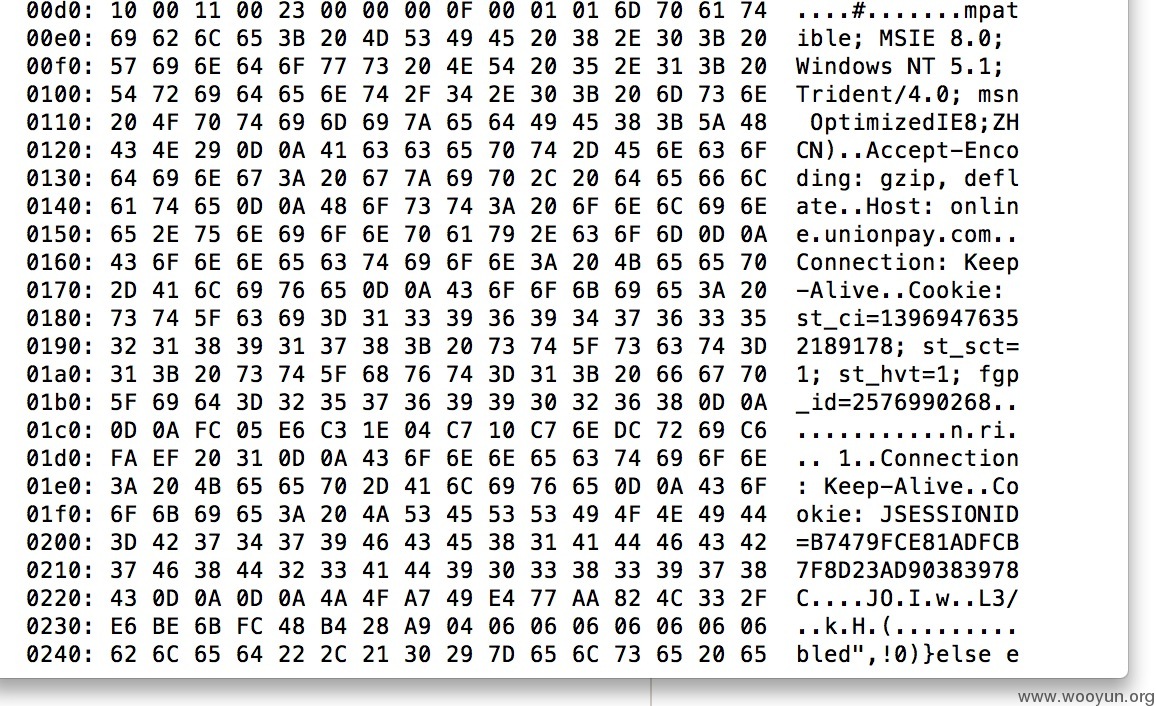 00d0: 10 00 11 00 23 00 00 00 0F 00 01 01 6D 70 61 74 ....#.......mpat
00e0: 69 62 6C 65 3B 20 4D 53 49 45 20 38 2E 30 3B 20 ible; MSIE 8.0;
00f0: 57 69 6E 64 6F 77 73 20 4E 54 20 35 2E 31 3B 20 Windows NT 5.1;
0100: 54 72 69 64 65 6E 74 2F 34 2E 30 3B 20 6D 73 6E Trident/4.0; msn
0110: 20 4F 70 74 69 6D 69 7A 65 64 49 45 38 3B 5A 48  OptimizedIE8;ZH
0120: 43 4E 29 0D 0A 41 63 63 65 70 74 2D 45 6E 63 6F CN)..Accept-Enco
0130: 64 69 6E 67 3A 20 67 7A 69 70 2C 20 64 65 66 6C ding: gzip, defl
0140: 61 74 65 0D 0A 48 6F 73 74 3A 20 6F 6E 6C 69 6E ate..Host: onlin
0150: 65 2E 75 6E 69 6F 6E 70 61 79 2E 63 6F 6D 0D 0A e.unionpay.com..
0160: 43 6F 6E 6E 65 63 74 69 6F 6E 3A 20 4B 65 65 70 Connection: Keep
0170: 2D 41 6C 69 76 65 0D 0A 43 6F 6F 6B 69 65 3A 20 -Alive..Cookie:
0180: 73 74 5F 63 69 3D 31 33 39 36 39 34 37 36 33 35 st_ci=1396947635
0190: 32 31 38 39 31 37 38 3B 20 73 74 5F 73 63 74 3D 2189178; st_sct=
01a0: 31 3B 20 73 74 5F 68 76 74 3D 31 3B 20 66 67 70 1; st_hvt=1; fgp
01b0: 5F 69 64 3D 32 35 37 36 39 39 30 32 36 38 0D 0A _id=2576990268..
01c0: 0D 0A FC 05 E6 C3 1E 04 C7 10 C7 6E DC 72 69 C6 ...........n.ri.
01d0: FA EF 20 31 0D 0A 43 6F 6E 6E 65 63 74 69 6F 6E .. 1..Connection
01e0: 3A 20 4B 65 65 70 2D 41 6C 69 76 65 0D 0A 43 6F : Keep-Alive..Co
01f0: 6F 6B 69 65 3A 20 4A 53 45 53 53 49 4F 4E 49 44 okie: JSESSIONID
0200: 3D 42 37 34 37 39 46 43 45 38 31 41 44 46 43 42 =B7479FCE81ADFCB
0210: 37 46 38 44 32 33 41 44 39 30 33 38 33 39 37 38 7F8D23AD90383978
0220: 43 0D 0A 0D 0A 4A 4F A7 49 E4 77 AA 82 4C 33 2F C....JO.I.w..L3/
0230: E6 BE 6B FC 48 B4 28 A9 04 06 06 06 06 06 06 06 ..k.H.(.........
0240: 62 6C 65 64 22 2C 21 30 29 7D 65 6C 73 65 20 65 bled",!0)}else e
www.wooyun.org